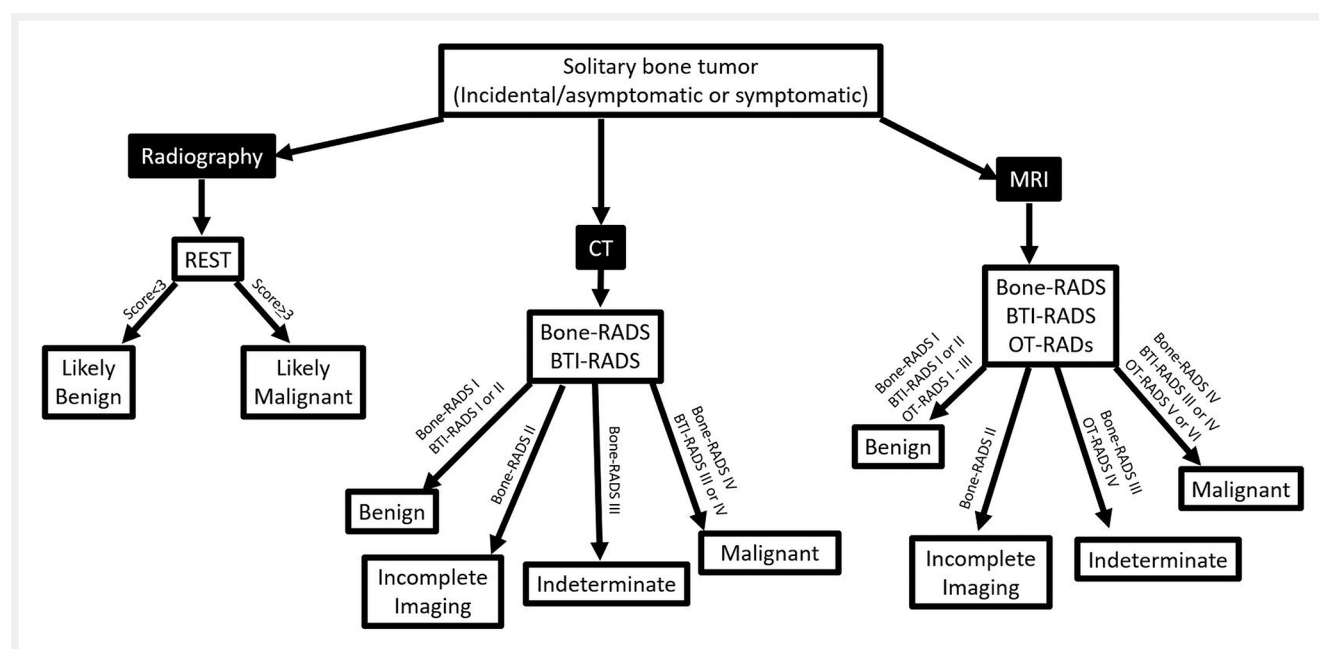 Solitary bone tumor
(Incidental/asymptomatic or symptomatic)
Radiography
REST
Score<3
Score≥3
Likely
Benign
Likely
Malignant
CT
Bone-RADS
BTI-RADS
Bone-RADS I
BTI-RADS I or II
Bone-RADS II
Bone-RADS III
Bone-RADS IV
BTI-RADS III or IV
Benign
Incomplete
Imaging
Indeterminate
Malignant
MRI
Bone-RADS
BTI-RADS
OT-RADs
Bone-RADS I
BTI-RADS I or II
OT-RADS I - III
Bone-RADS II
Bone-RADS III
OT-RADS IV
Bone-RADS IV
BTI-RADS III or IV
OT-RADS V or VI
Benign
Incomplete
Imaging
Indeterminate
Malignant